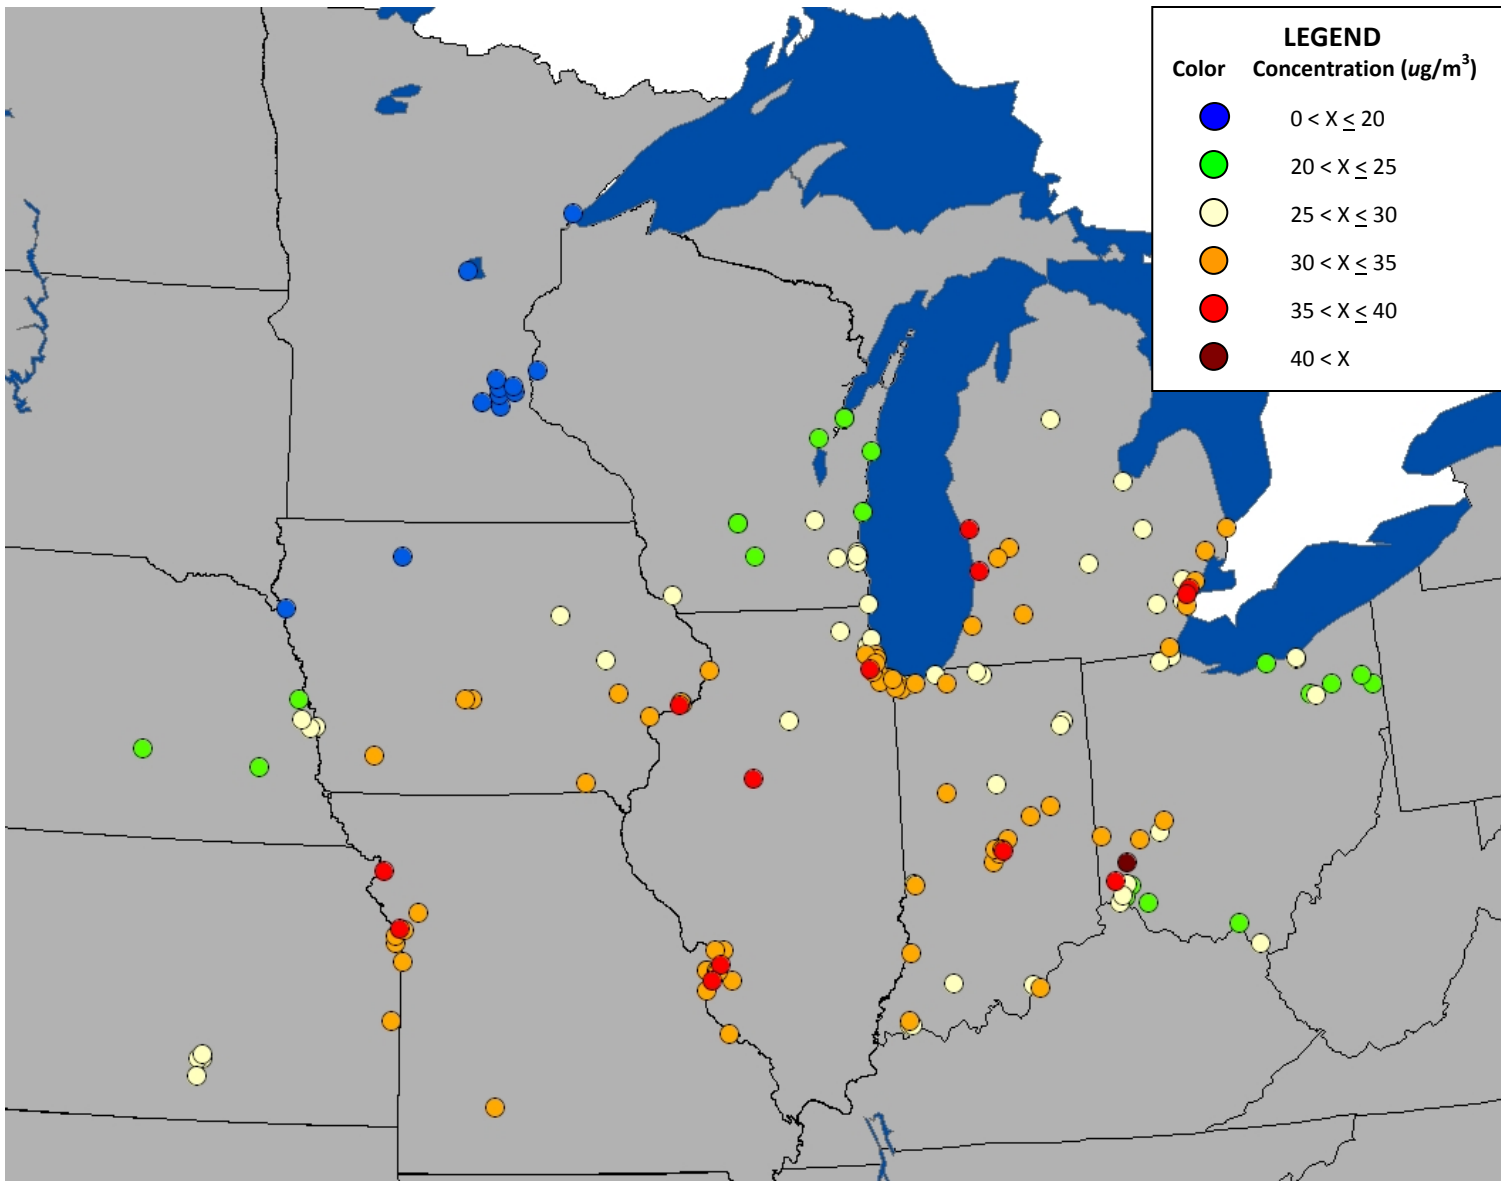 LEGEND
Color Concentration (ug/m³)
0 < X ≤ 20
20 < X ≤ 25
25 < X ≤ 30
30 < X ≤ 35
35 < X ≤ 40
40 < X